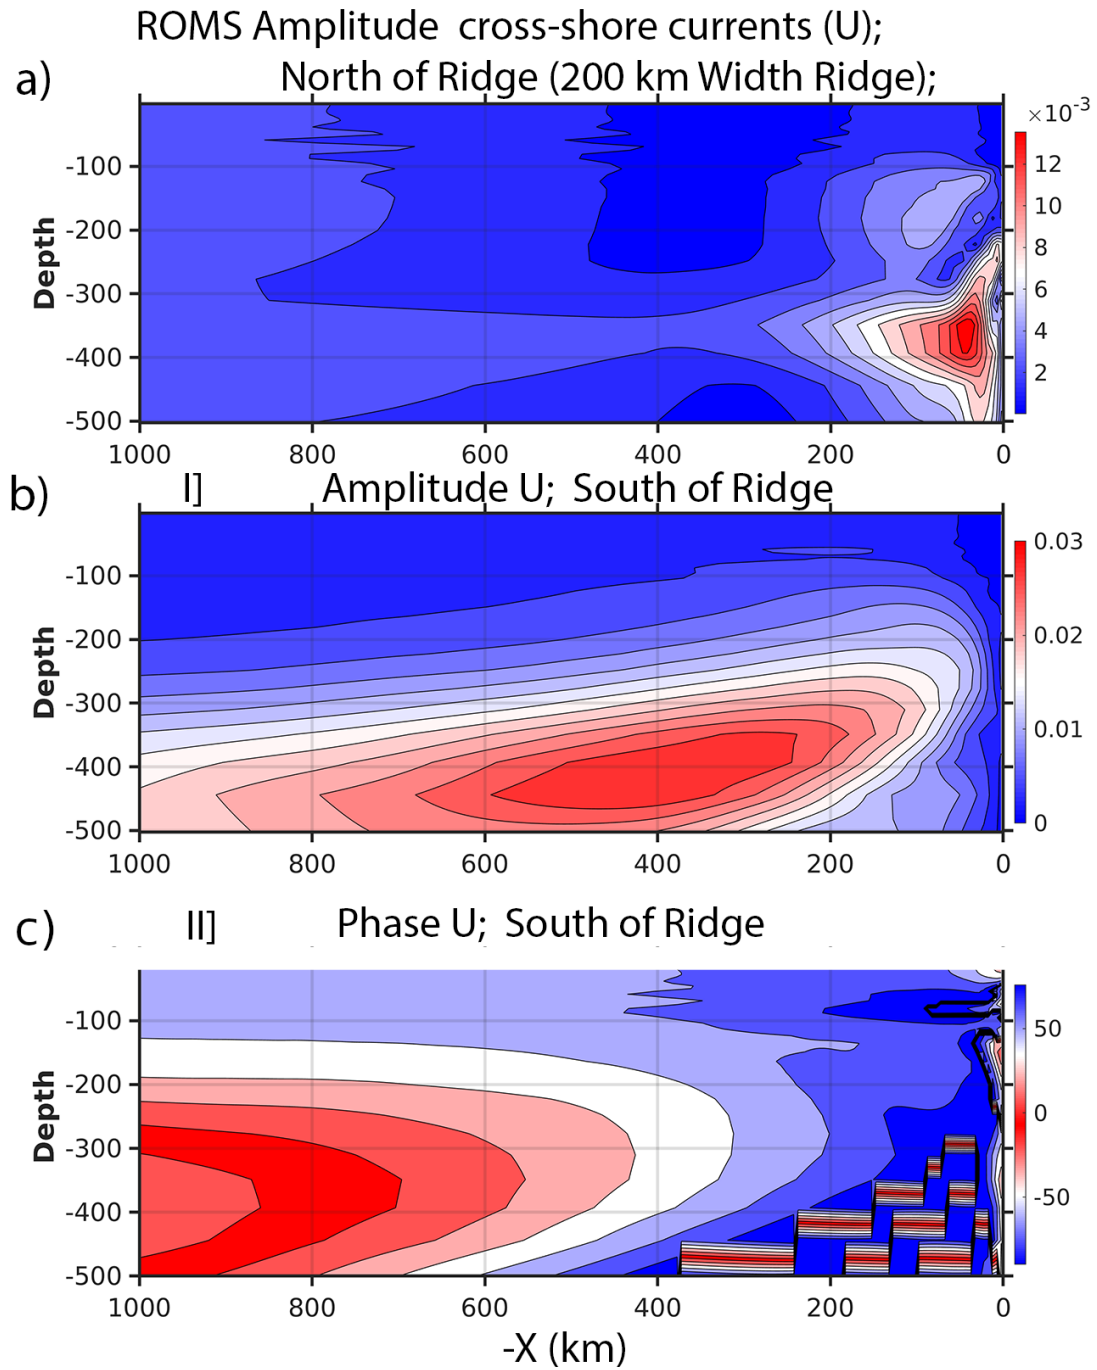 ROMS Amplitude cross-shore currents (U);
a) North of Ridge (200 km Width Ridge);
×10-3
-100
-200
-300
-400
-500
Depth
12
10
8
6
4
2
1000 800 600 400 200 0
b) I] Amplitude U; South of Ridge
-100
-200
-300
-400
-500
Depth
0.03
0.02
0.01
0
1000 800 600 400 200 0
c) II] Phase U; South of Ridge
-100
-200
-300
-400
-500
Depth
50
0
-50
1000 800 600 400 200 0
-X (km)